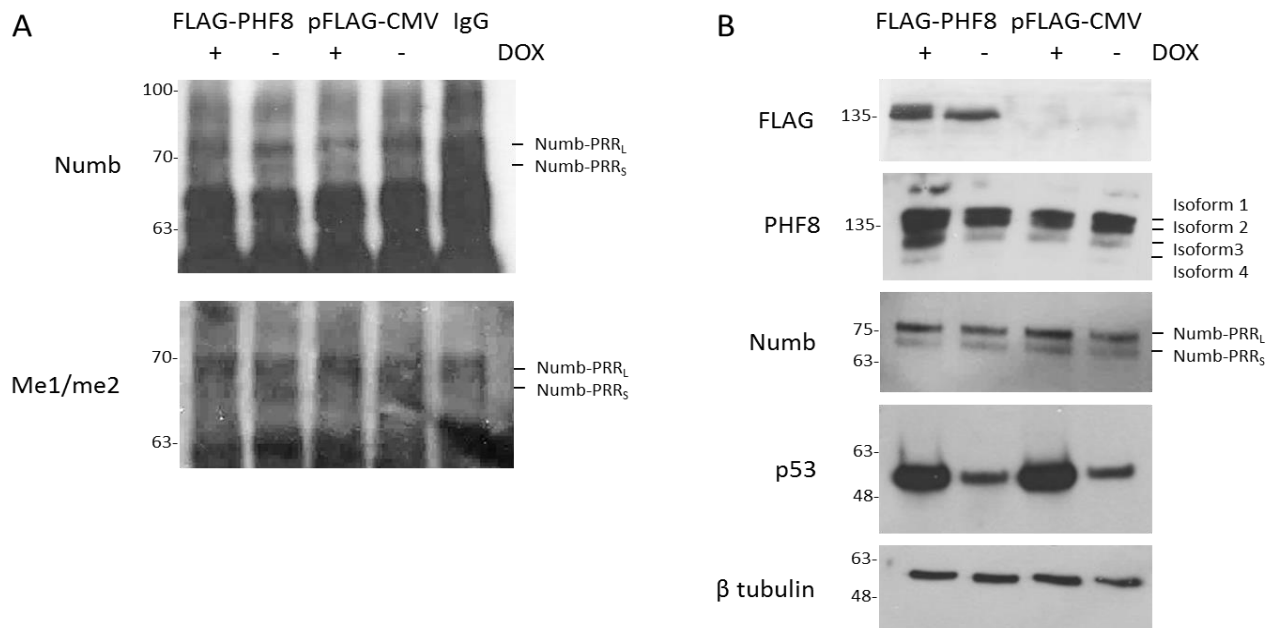 A
FLAG-PHF8 pFLAG-CMV IgG
+ - + - DOX
100-
Numb
70-
63-
Numb-PRRL
Numb-PRRS
Me1/me2
70-
63-
Numb-PRRL
Numb-PRRS
B
FLAG-PHF8 pFLAG-CMV
+ - + - DOX
FLAG
135-
PHF8
135-
Isoform 1
Isoform 2
Isoform3
Isoform 4
Numb
75-
63-
Numb-PRRL
Numb-PRRS
p53
63-
48-
β tubulin
63-
48-